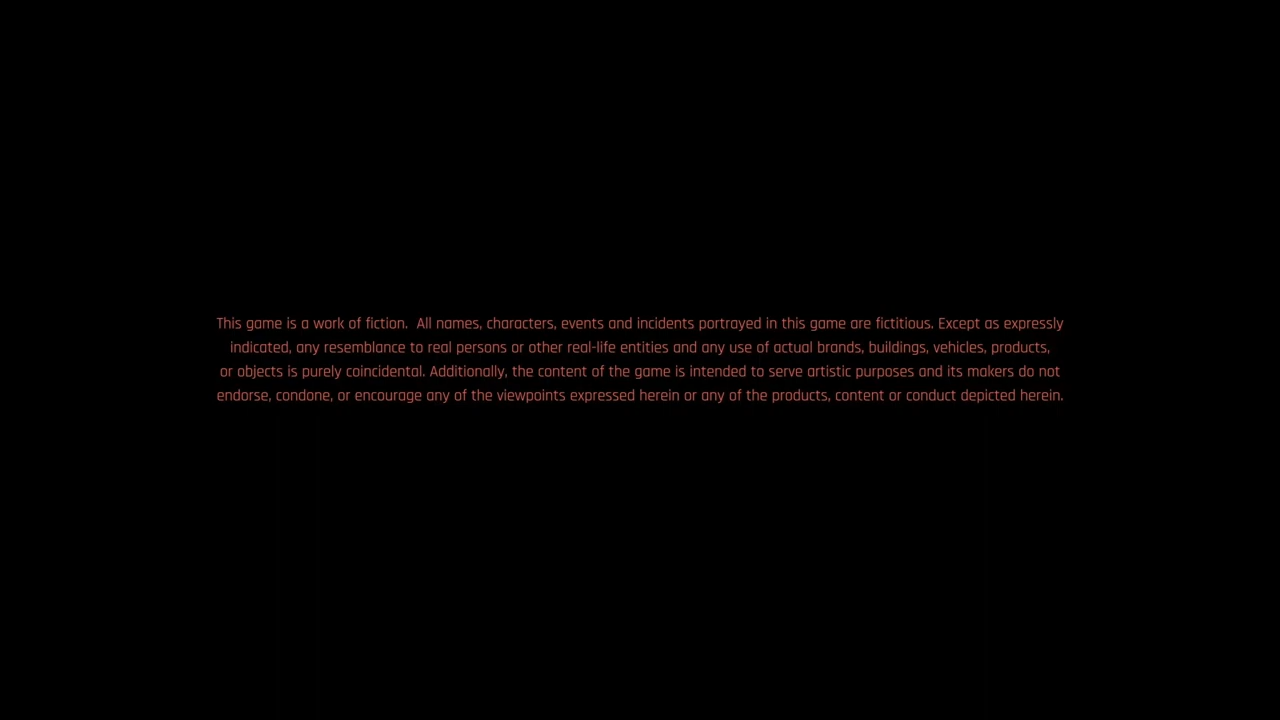 This game is a work of fiction.  All names, characters, events and incidents portrayed in this game are fictitious. Except as expressly
indicated, any resemblance to real persons or other real-life entities and any use of actual brands, buildings, vehicles, products,
or objects is purely coincidental. Additionally, the content of the game is intended to serve artistic purposes and its makers do not
endorse, condone, or encourage any of the viewpoints expressed herein or any of the products, content or conduct depicted herein.